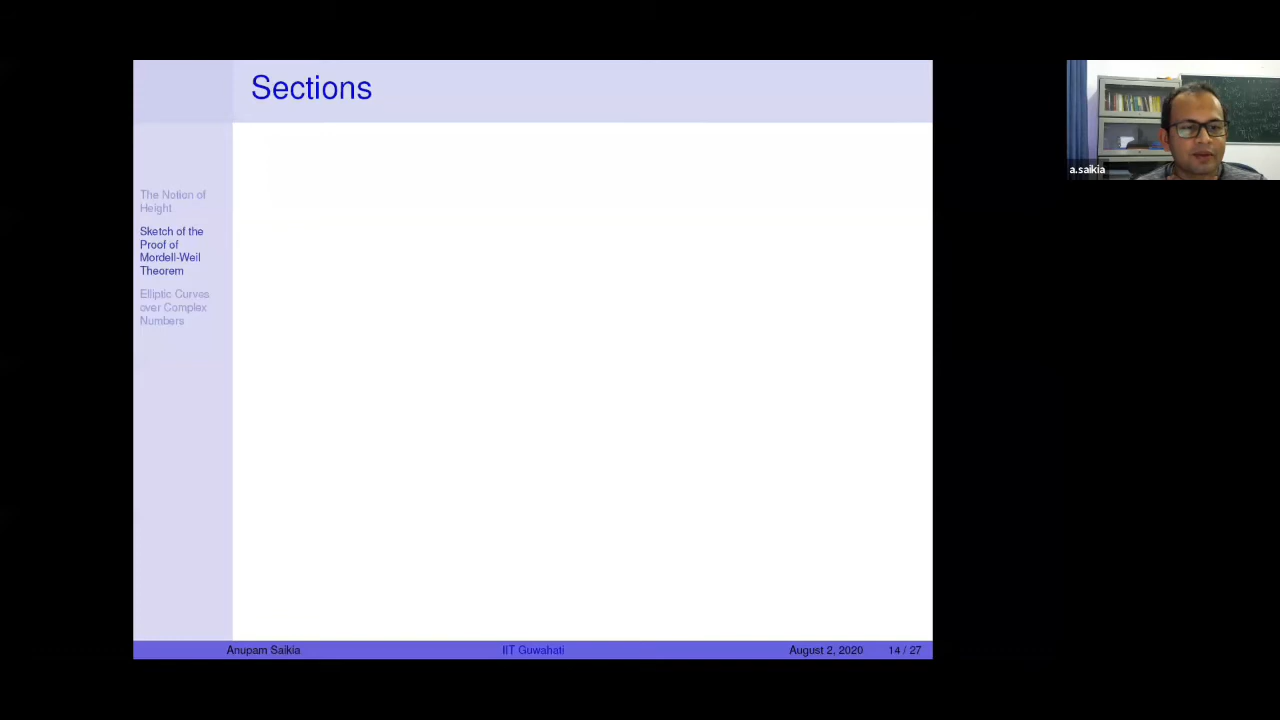 Sections
The Notion of
Height
Sketch of the
Proof of
Mordell-Weil
Theorem
Elliptic Curves
over Complex
Numbers
Anupam Saikia
IIT Guwahati
August 2, 2020
14 / 27
a.saikia